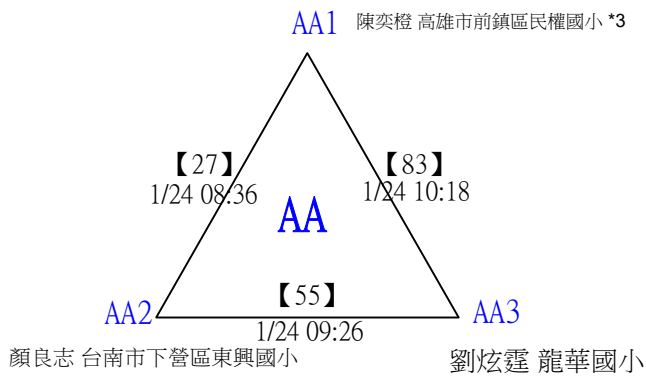 AA1 陳奕橙 高雄市前鎮區民權國小 *3
【27】
1/24 08:36
【83】
1/24 10:18
AA
【55】
1/24 09:26
AA2
AA3
顏良志 台南市下營區東興國小
劉炫霆 龍華國小